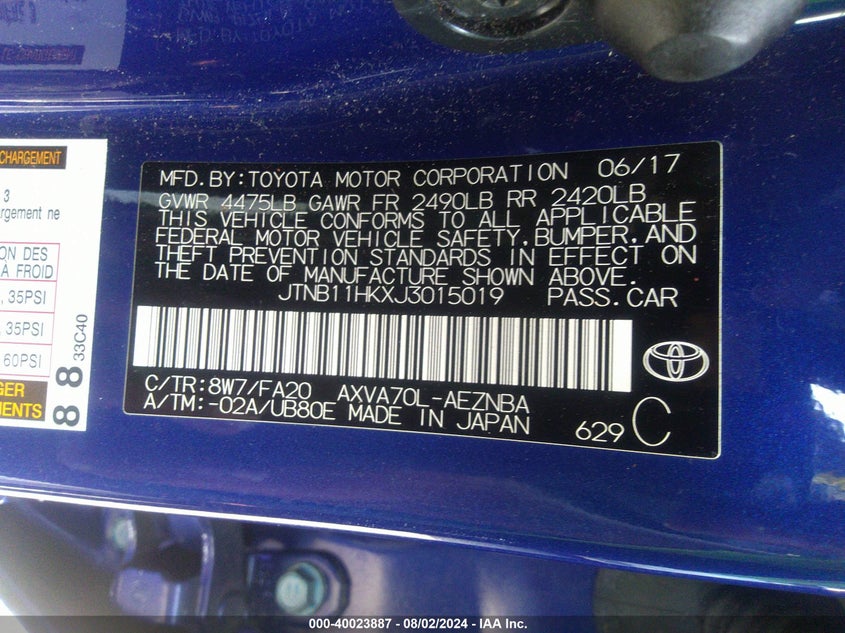 CHARGEMENT
3
argement ne
ION DES
À FROID
, 35PSI
, 35PSI
60PSI
GER
UMENTS
8 8 33C40
MFD.BY:TOYOTA MOTOR CORPORATION 06/17
GVWR 4475LB GAWR FR 2490LB RR 2420LB
THIS VEHICLE CONFORMS TO ALL APPLICABLE
FEDERAL MOTOR VEHICLE SAFETY,BUMPER,AND
THEFT PREVENTION STANDARDS IN EFFECT ON
THE DATE OF MANUFACTURE SHOWN ABOVE.
JTNB11HKXJ3015019 PASS.CAR
C/TR:8W7/FA20 AXVA70L-AEZNBA
A/TM:-02A/UB80E MADE IN JAPAN
629 C
000-40023887 - 08/02/2024 - IAA Inc.